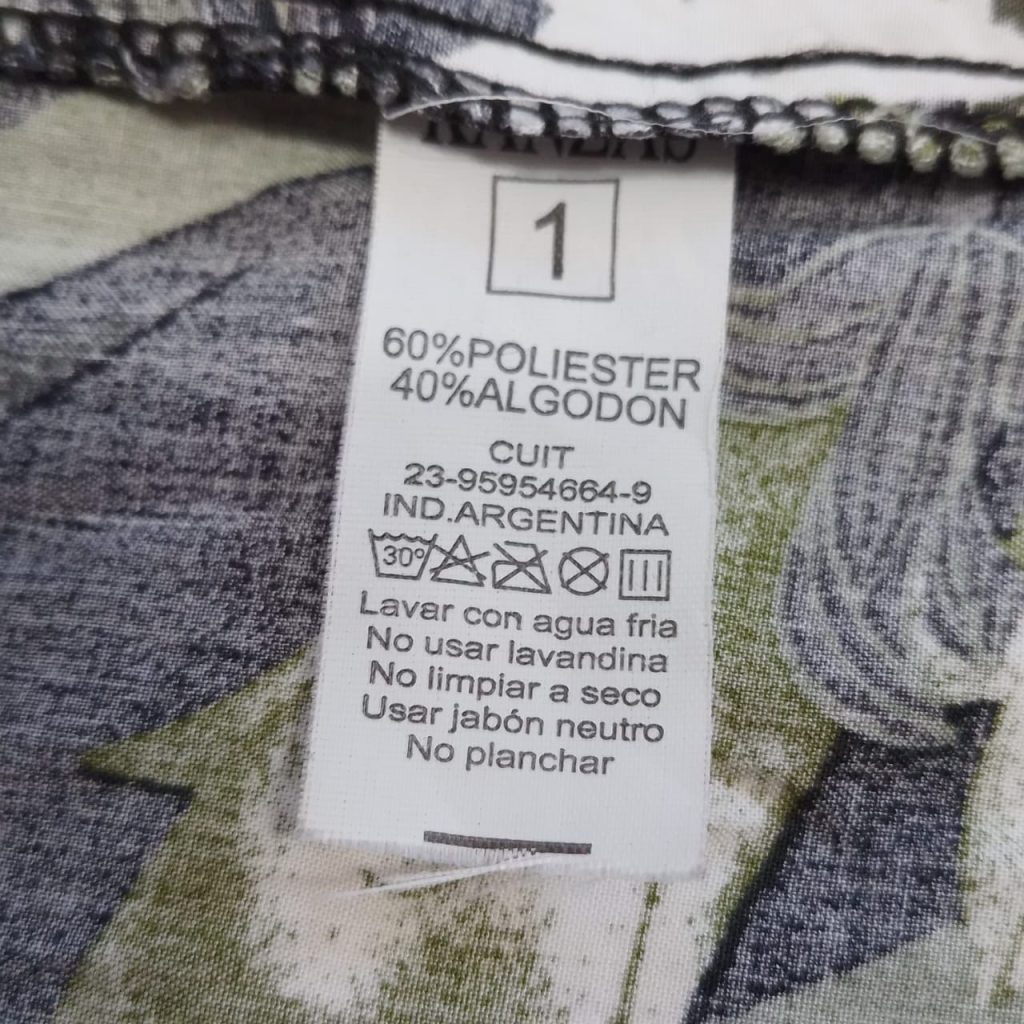 1
60%POLIESTER
40%ALGODON
CUIT
23-95954664-9
IND.ARGENTINA
30°
Lavar con agua fria
No usar lavandina
No limpiar a seco
Usar jabón neutro
No planchar